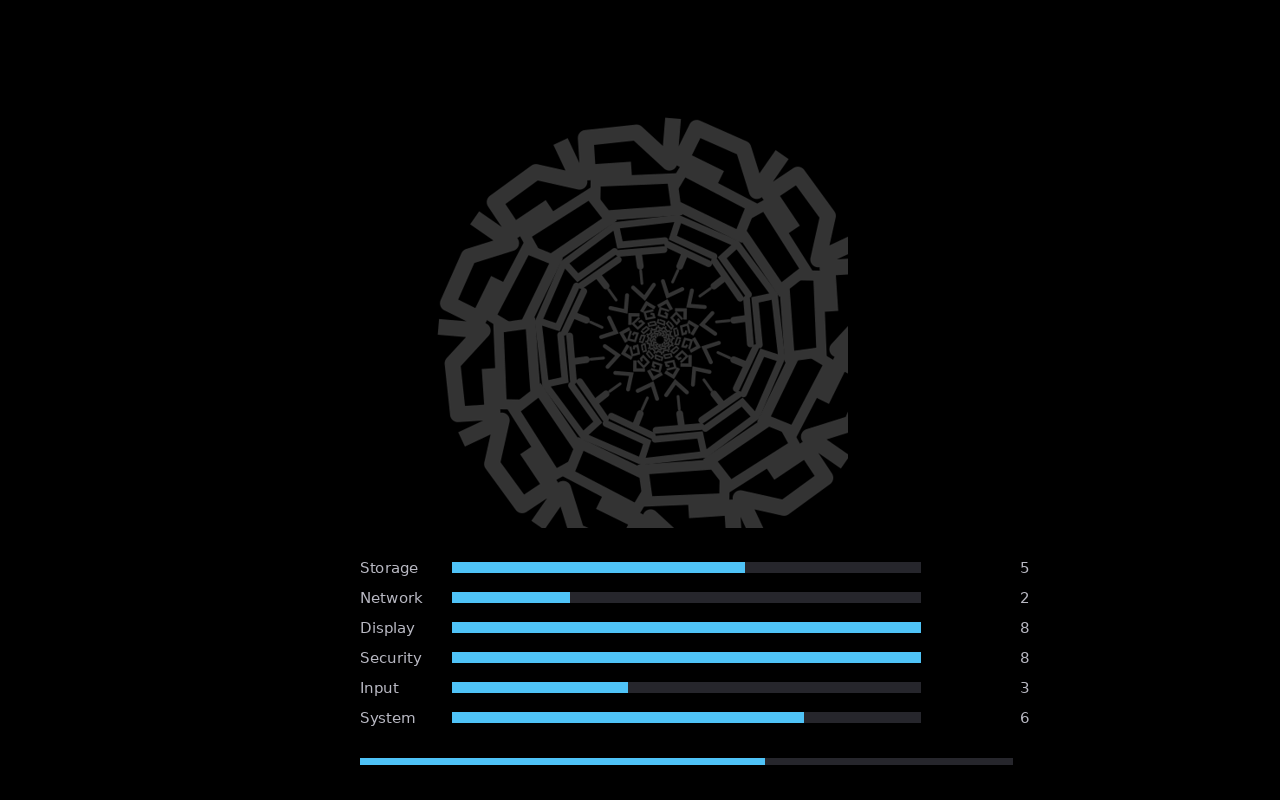 Storage 5
Network 2
Display 8
Security 8
Input 3
System 6